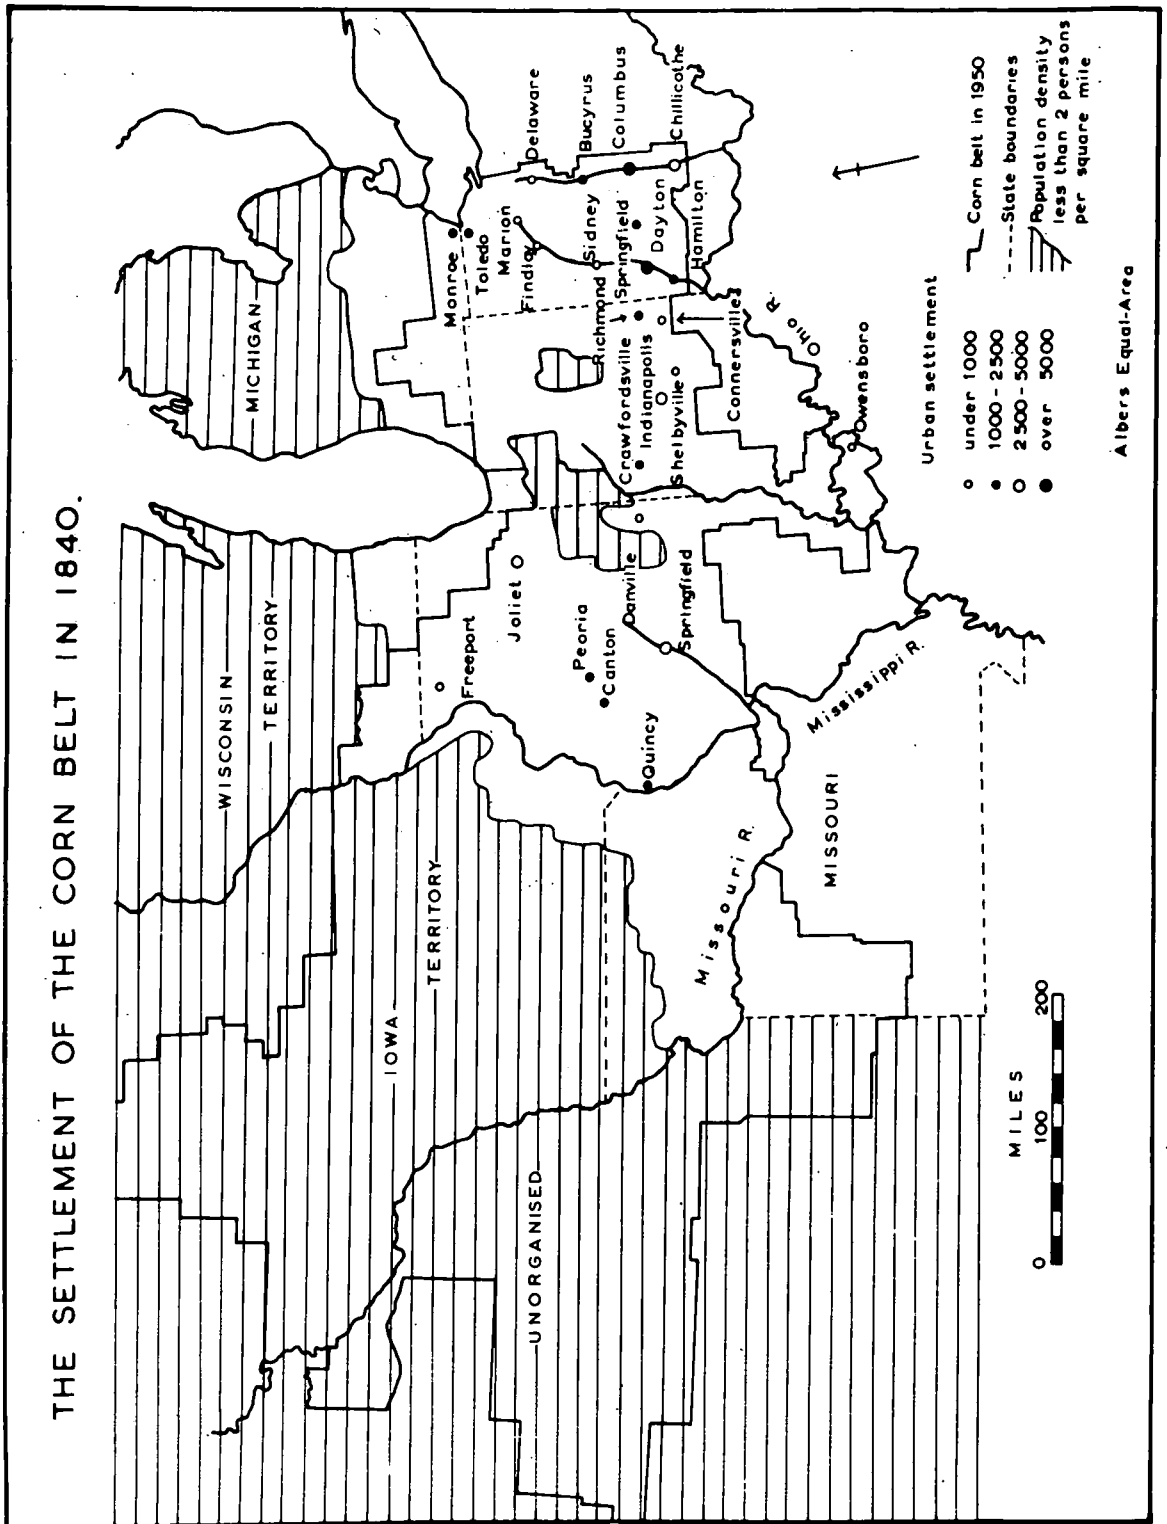 THE SETTLEMENT OF THE CORN BELT IN 1840.
WISCONSIN
TERRITORY
MICHIGAN
IOWA
TERRITORY
UNORGANISED
MISSOURI
Missouri R.
Mississippi R.
Ohio R.
Freeport
Joliet
Peoria
Canton
Quincy
Danville
Springfield
Monroe
Toledo
Marion
Findlay
Sidney
Springfield
Dayton
Hamilton
Delaware
Bucyrus
Columbus
Chillicothe
Richmond
Crawfordsville
Indianapolis
Shelbyville
Connersville
Owensboro
MILES
0 100 200
Urban settlement
under 1000
1000-2500
2500-5000
over 5000
Corn belt in 1950
State boundaries
Population density
less than 2 persons
per square mile
Albers Equal-Area